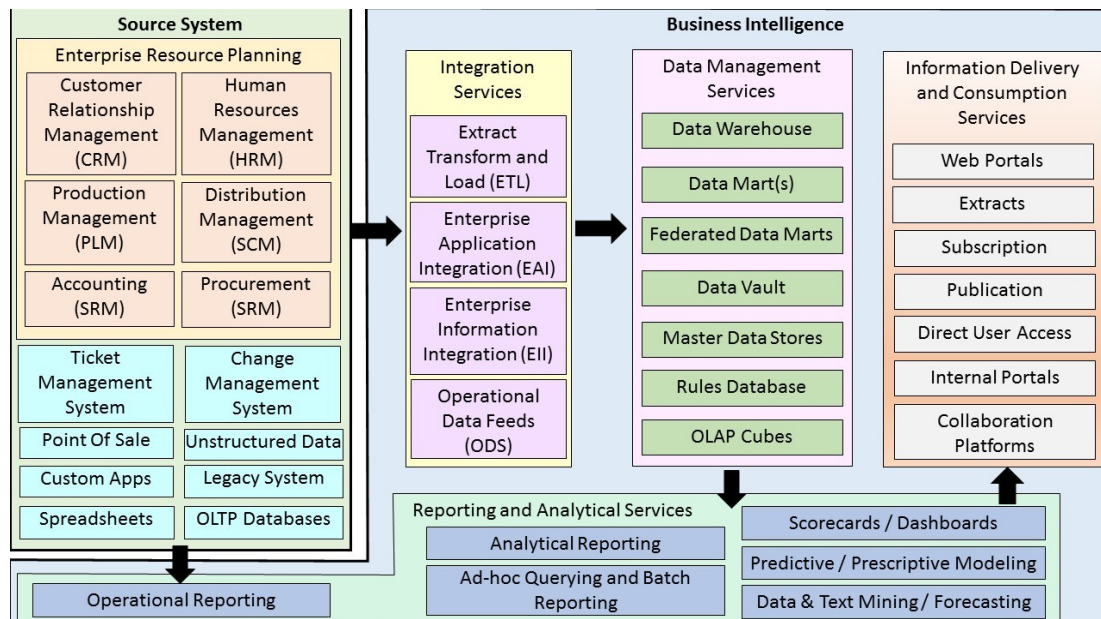 Source System
Enterprise Resource Planning
Customer
Relationship
Management
(CRM)
Human
Resources
Management
(HRM)
Production
Management
(PLM)
Distribution
Management
(SCM)
Accounting
(SRM)
Procurement
(SRM)
Ticket
Management
System
Change
Management
System
Point Of Sale
Unstructured Data
Custom Apps
Legacy System
Spreadsheets
OLTP Databases
Business Intelligence
Integration
Services
Extract
Transform and
Load (ETL)
Enterprise
Application
Integration (EAI)
Enterprise
Information
Integration (EII)
Operational
Data Feeds
(ODS)
Data Management
Services
Data Warehouse
Data Mart(s)
Federated Data Marts
Data Vault
Master Data Stores
Rules Database
OLAP Cubes
Information Delivery
and Consumption
Services
Web Portals
Extracts
Subscription
Publication
Direct User Access
Internal Portals
Collaboration
Platforms
Reporting and Analytical Services
Operational Reporting
Analytical Reporting
Ad-hoc Querying and Batch
Reporting
Scorecards / Dashboards
Predictive / Prescriptive Modeling
Data & Text Mining / Forecasting